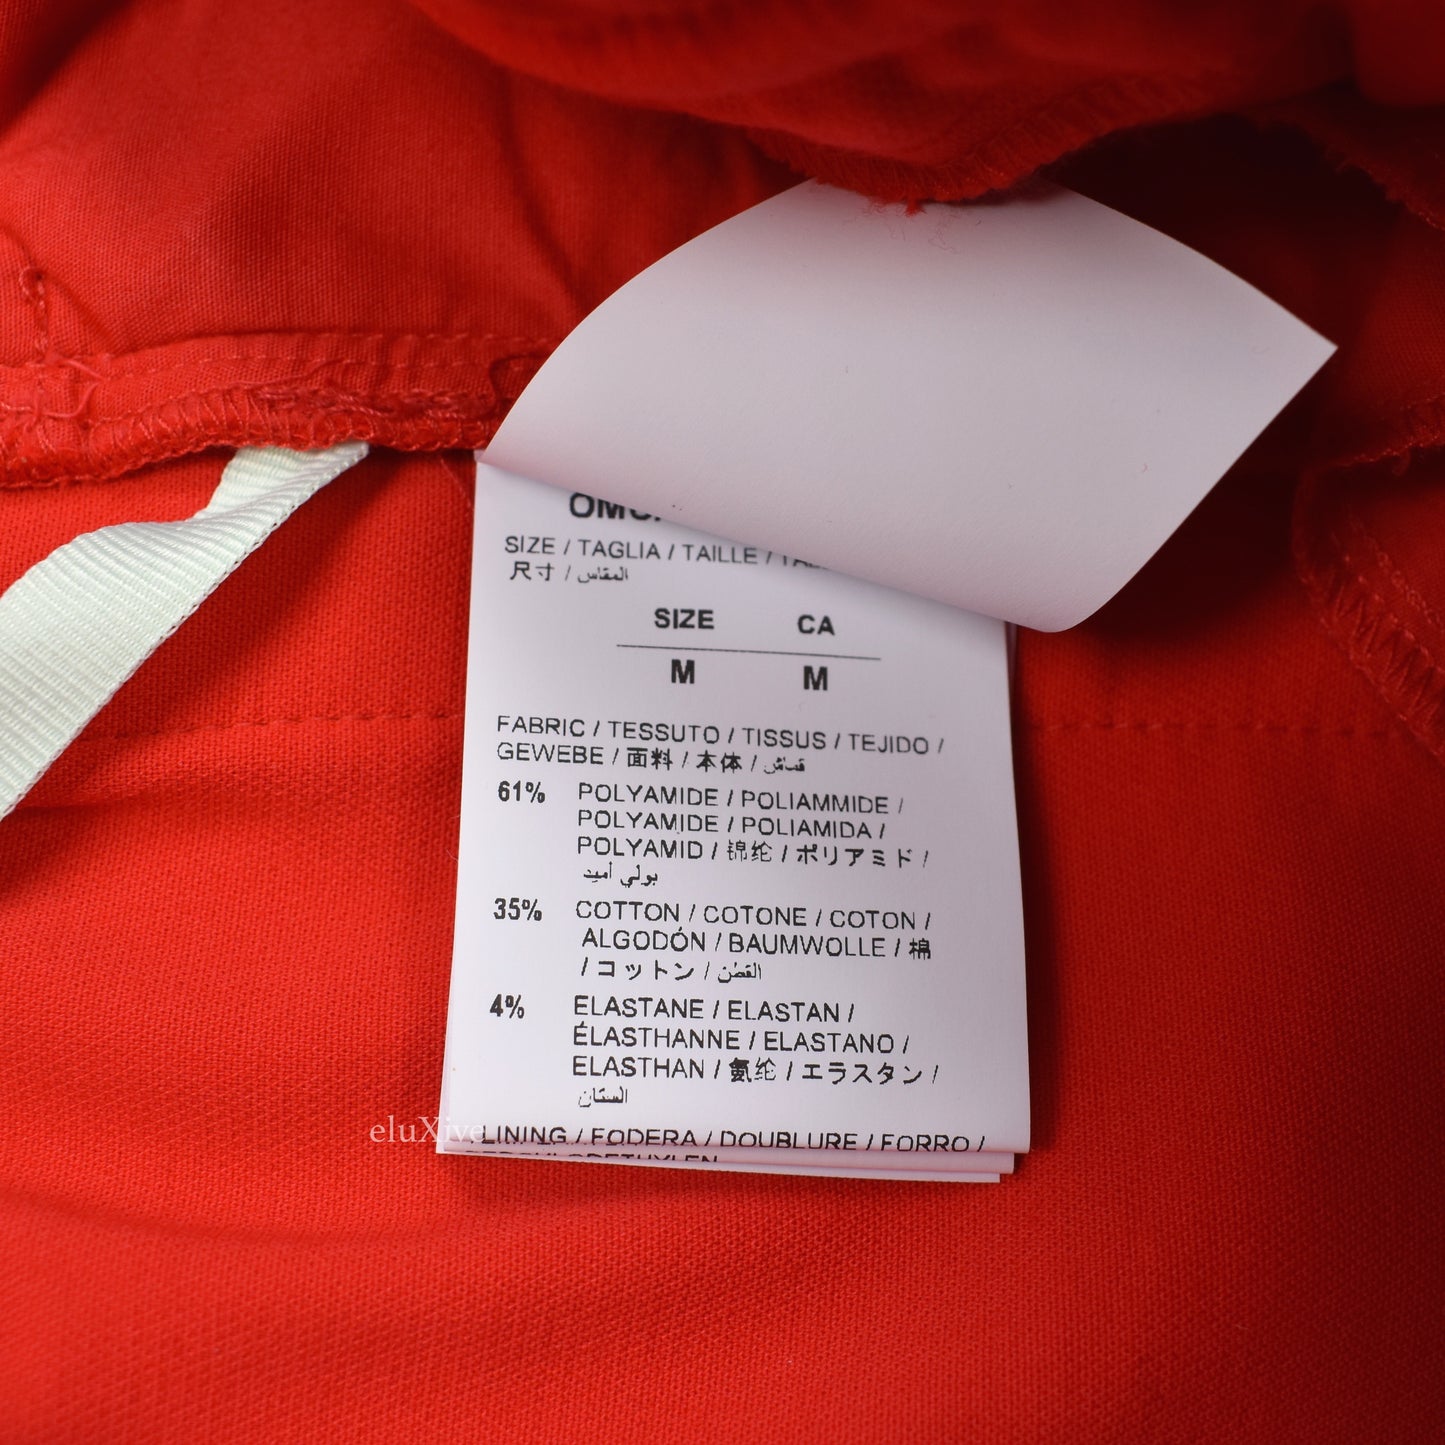 SIZE / TAGLIA / TAILLE /
尺寸 / المقاس
SIZE CA
M M
FABRIC / TESSUTO / TISSUS / TEJIDO /
GEWEBE / 面料 / 本体 / قماش
61% POLYAMIDE / POLIAMMIDE /
POLYAMIDE / POLIAMIDA /
POLYAMID / 锦纶 / ポリアミド /
بولي أميد
35% COTTON / COTONE / COTON /
ALGODÓN / BAUMWOLLE / 棉
/ コットン / القطن
4% ELASTANE / ELASTAN /
ÉLASTHANNE / ELASTANO /
ELASTHAN / 氨纶 / エラスタン /
الستان
eluXive
LINING / FODERA / DOUBLURE / FORRO /